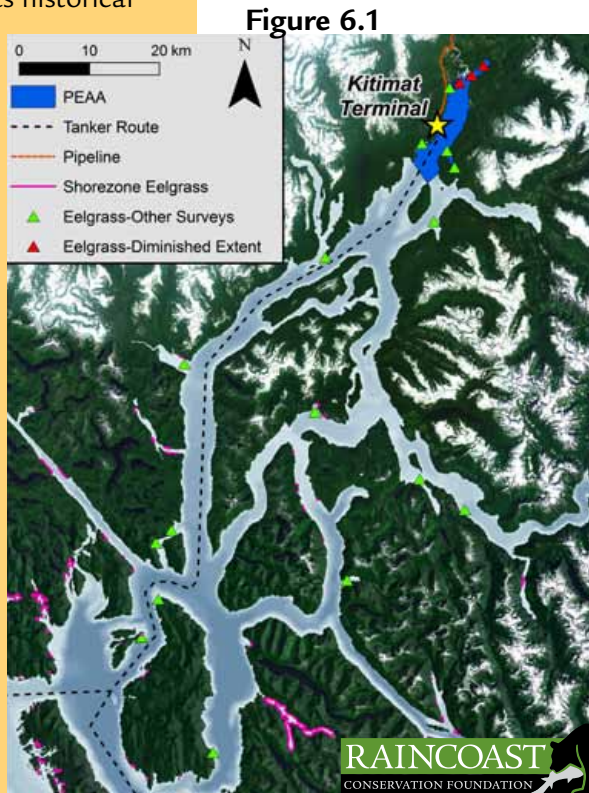 s historical
Figure 6.1
0 10 20 km
N
PEAA
Tanker Route
Pipeline
Shorezone Eelgrass
Eelgrass-Other Surveys
Eelgrass-Diminished Extent
Kitimat
Terminal
RAINCOAST
CONSERVATION FOUNDATION